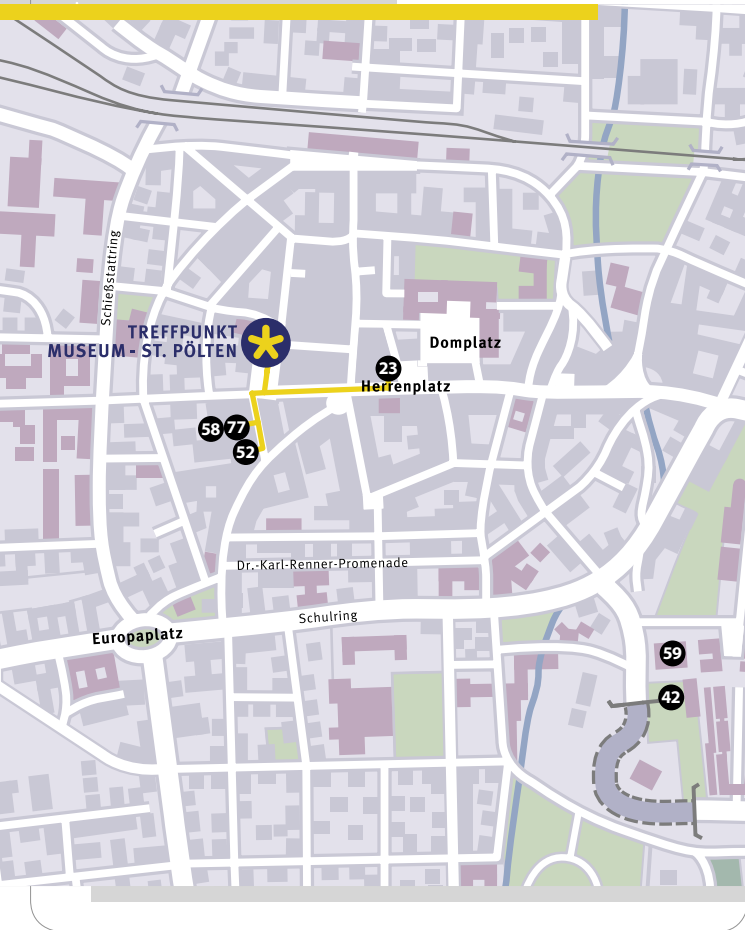 Schießstattring
TREFFPUNKT
MUSEUM - ST. PÖLTEN
Domplatz
23
Herrenplatz
58
77
52
Dr.-Karl-Renner-Promenade
Schulring
Europaplatz
59
42